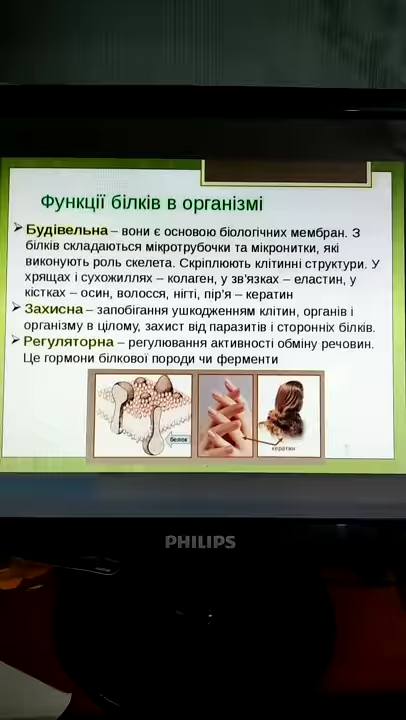 Функції білків в організмі
➢ Будівельна – вони є основою біологічних мембран. З
білків складаються мікротрубочки та мікронитки, які
виконують роль скелета. Скріплюють клітинні структури. У
хрящах і сухожиллях – колаген, у зв'язках – еластин, у
кістках – осин, волосся, нігті, пір'я – кератин
➢ Захисна – запобігання ушкодженням клітин, органів і
організму в цілому, захист від паразитів і сторонніх білків.
➢ Регуляторна – регулювання активності обміну речовин.
Це гормони білкової породи чи ферменти
белок
кератин
PHILIPS